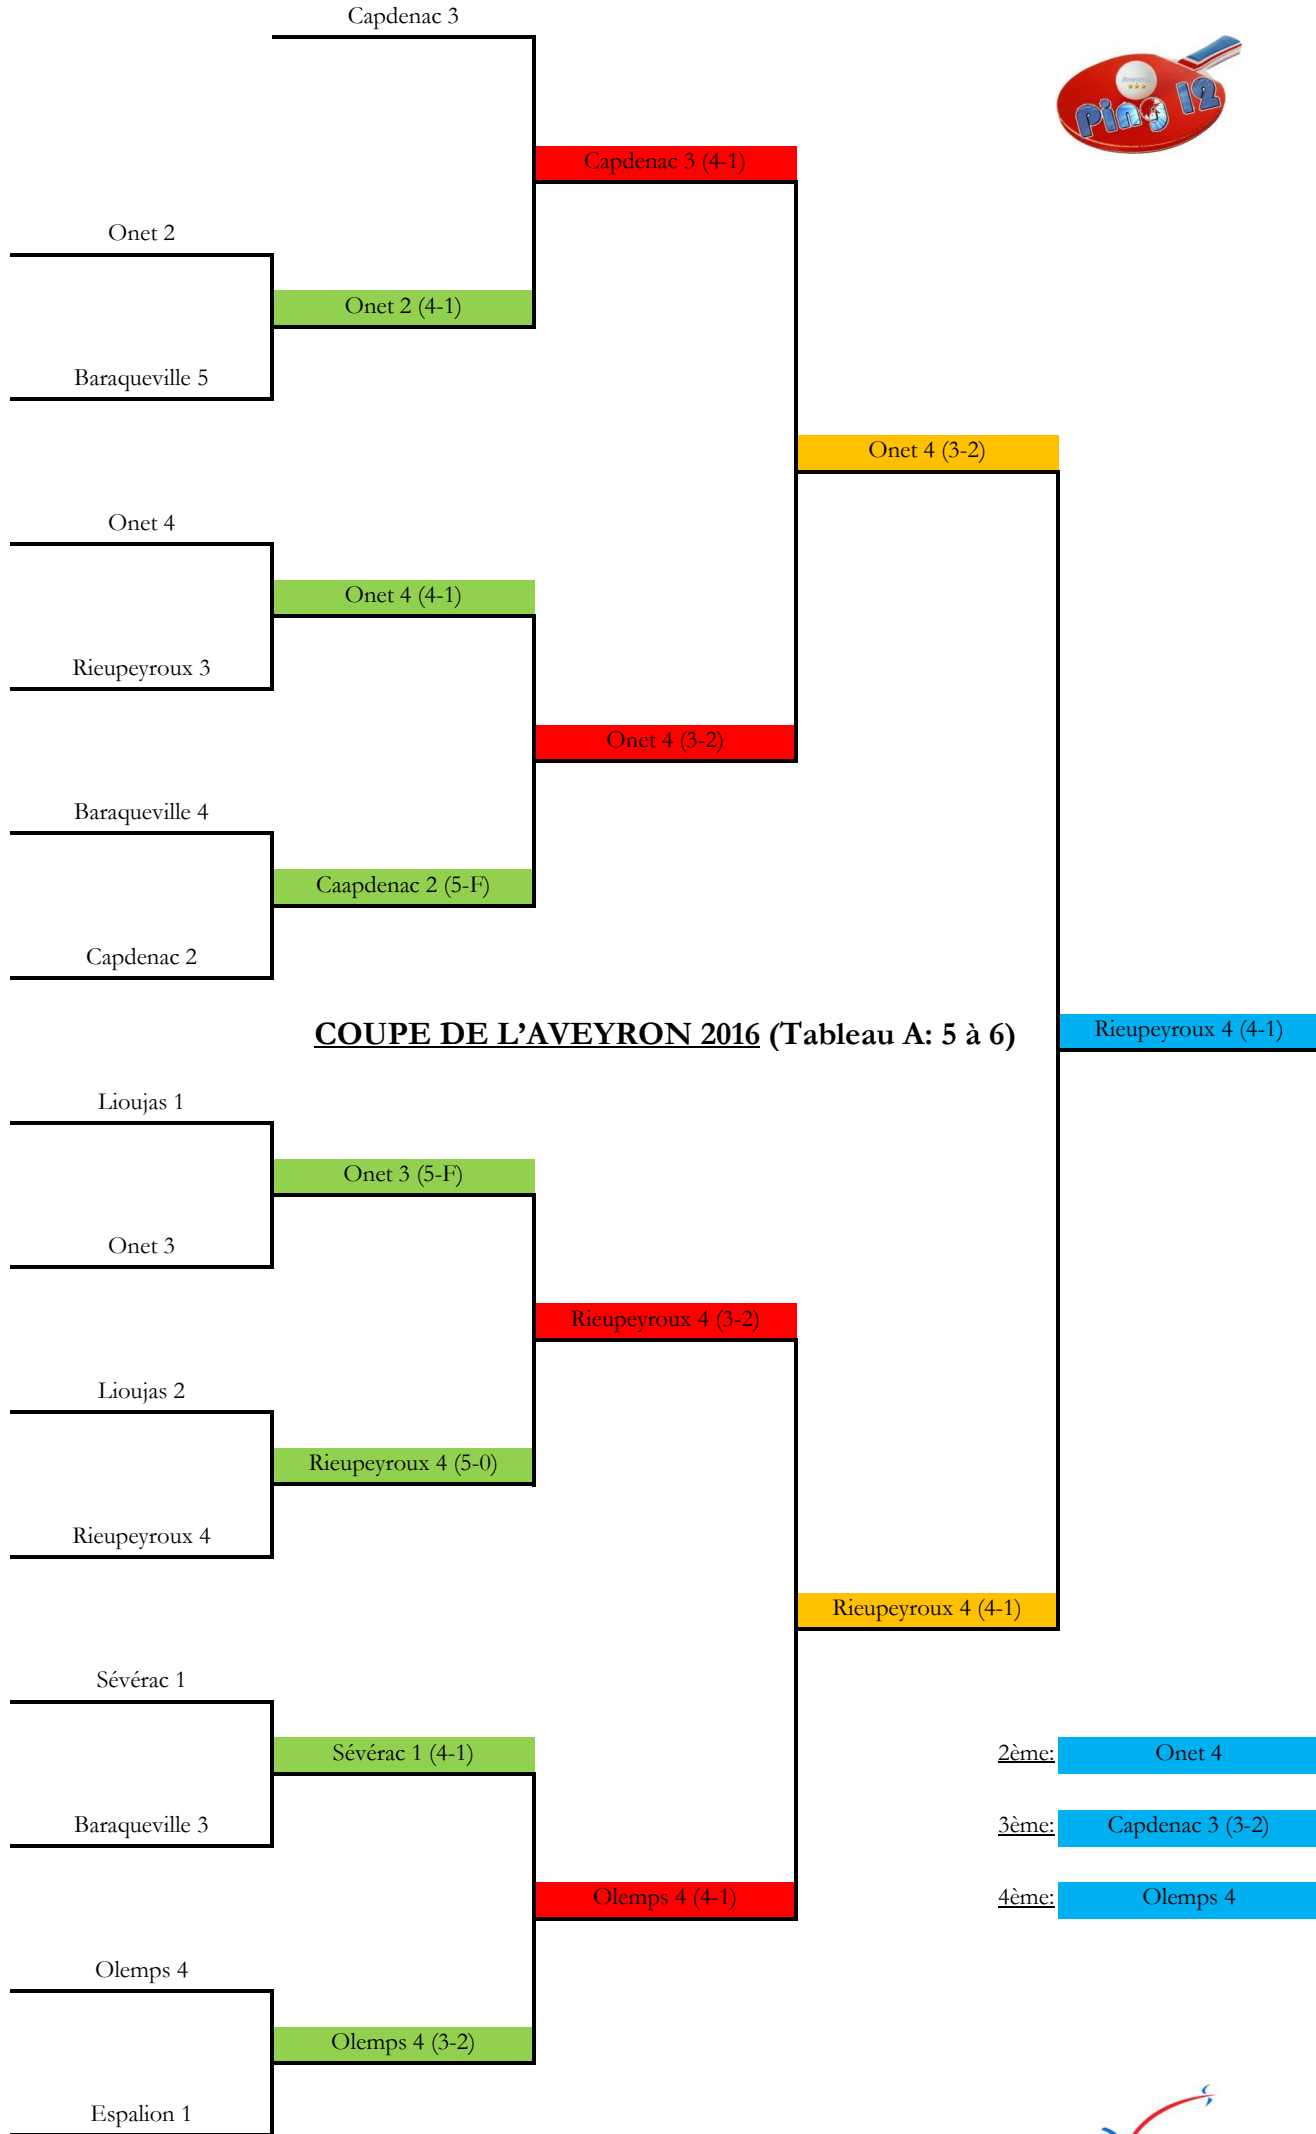 Capdenac 3
Aveyron
Ping 12
Capdenac 3 (4-1)
Onet 2
Onet 2 (4-1)
Baraqueville 5
Onet 4 (3-2)
Onet 4
Onet 4 (4-1)
Rieupeyroux 3
Onet 4 (3-2)
Baraqueville 4
Caapdenac 2 (5-F)
Capdenac 2
COUPE DE L’AVEYRON 2016 (Tableau A: 5 à 6)
Rieupeyroux 4 (4-1)
Lioujas 1
Onet 3 (5-F)
Onet 3
Rieupeyroux 4 (3-2)
Lioujas 2
Rieupeyroux 4 (5-0)
Rieupeyroux 4
Rieupeyroux 4 (4-1)
Sévérac 1
Sévérac 1 (4-1)
2ème: Onet 4
Baraqueville 3
3ème: Capdenac 3 (3-2)
Olemps 4 (4-1)
4ème: Olemps 4
Olemps 4
Olemps 4 (3-2)
Espalion 1